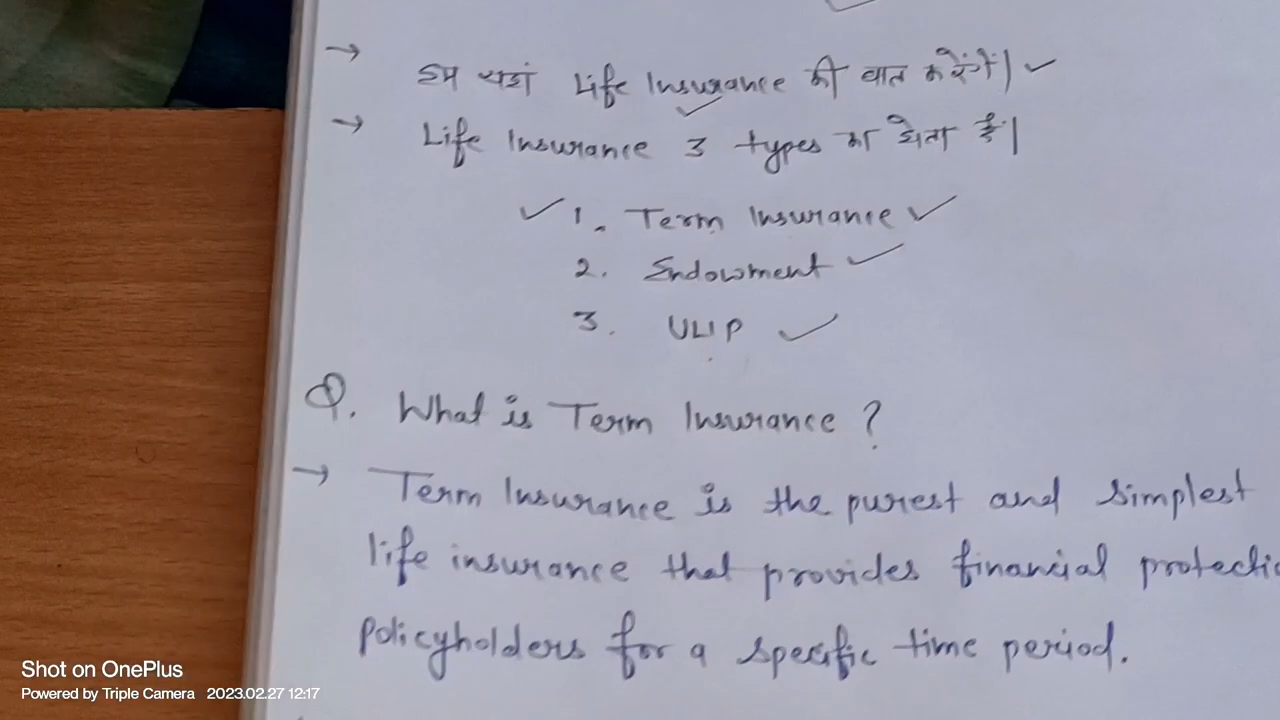 → हम यहां Life Insurance की बात करेंगें। ✓
→ Life Insurance 3 types का होता है।
✓ 1. Term Insurance ✓
2. Endowment ✓
3. ULIP ✓
Q. What is Term Insurance?
→ Term Insurance is the purest and simplest
life insurance that provides financial protectio
policyholders for a specific time period.
Shot on OnePlus
Powered by Triple Camera 2023.02.27 12:17